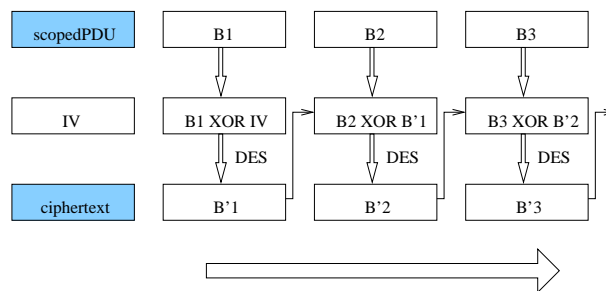 scopedPDU B1 B2 B3
IV B1 XOR IV B2 XOR B'1 B3 XOR B'2
DES DES DES
ciphertext B'1 B'2 B'3